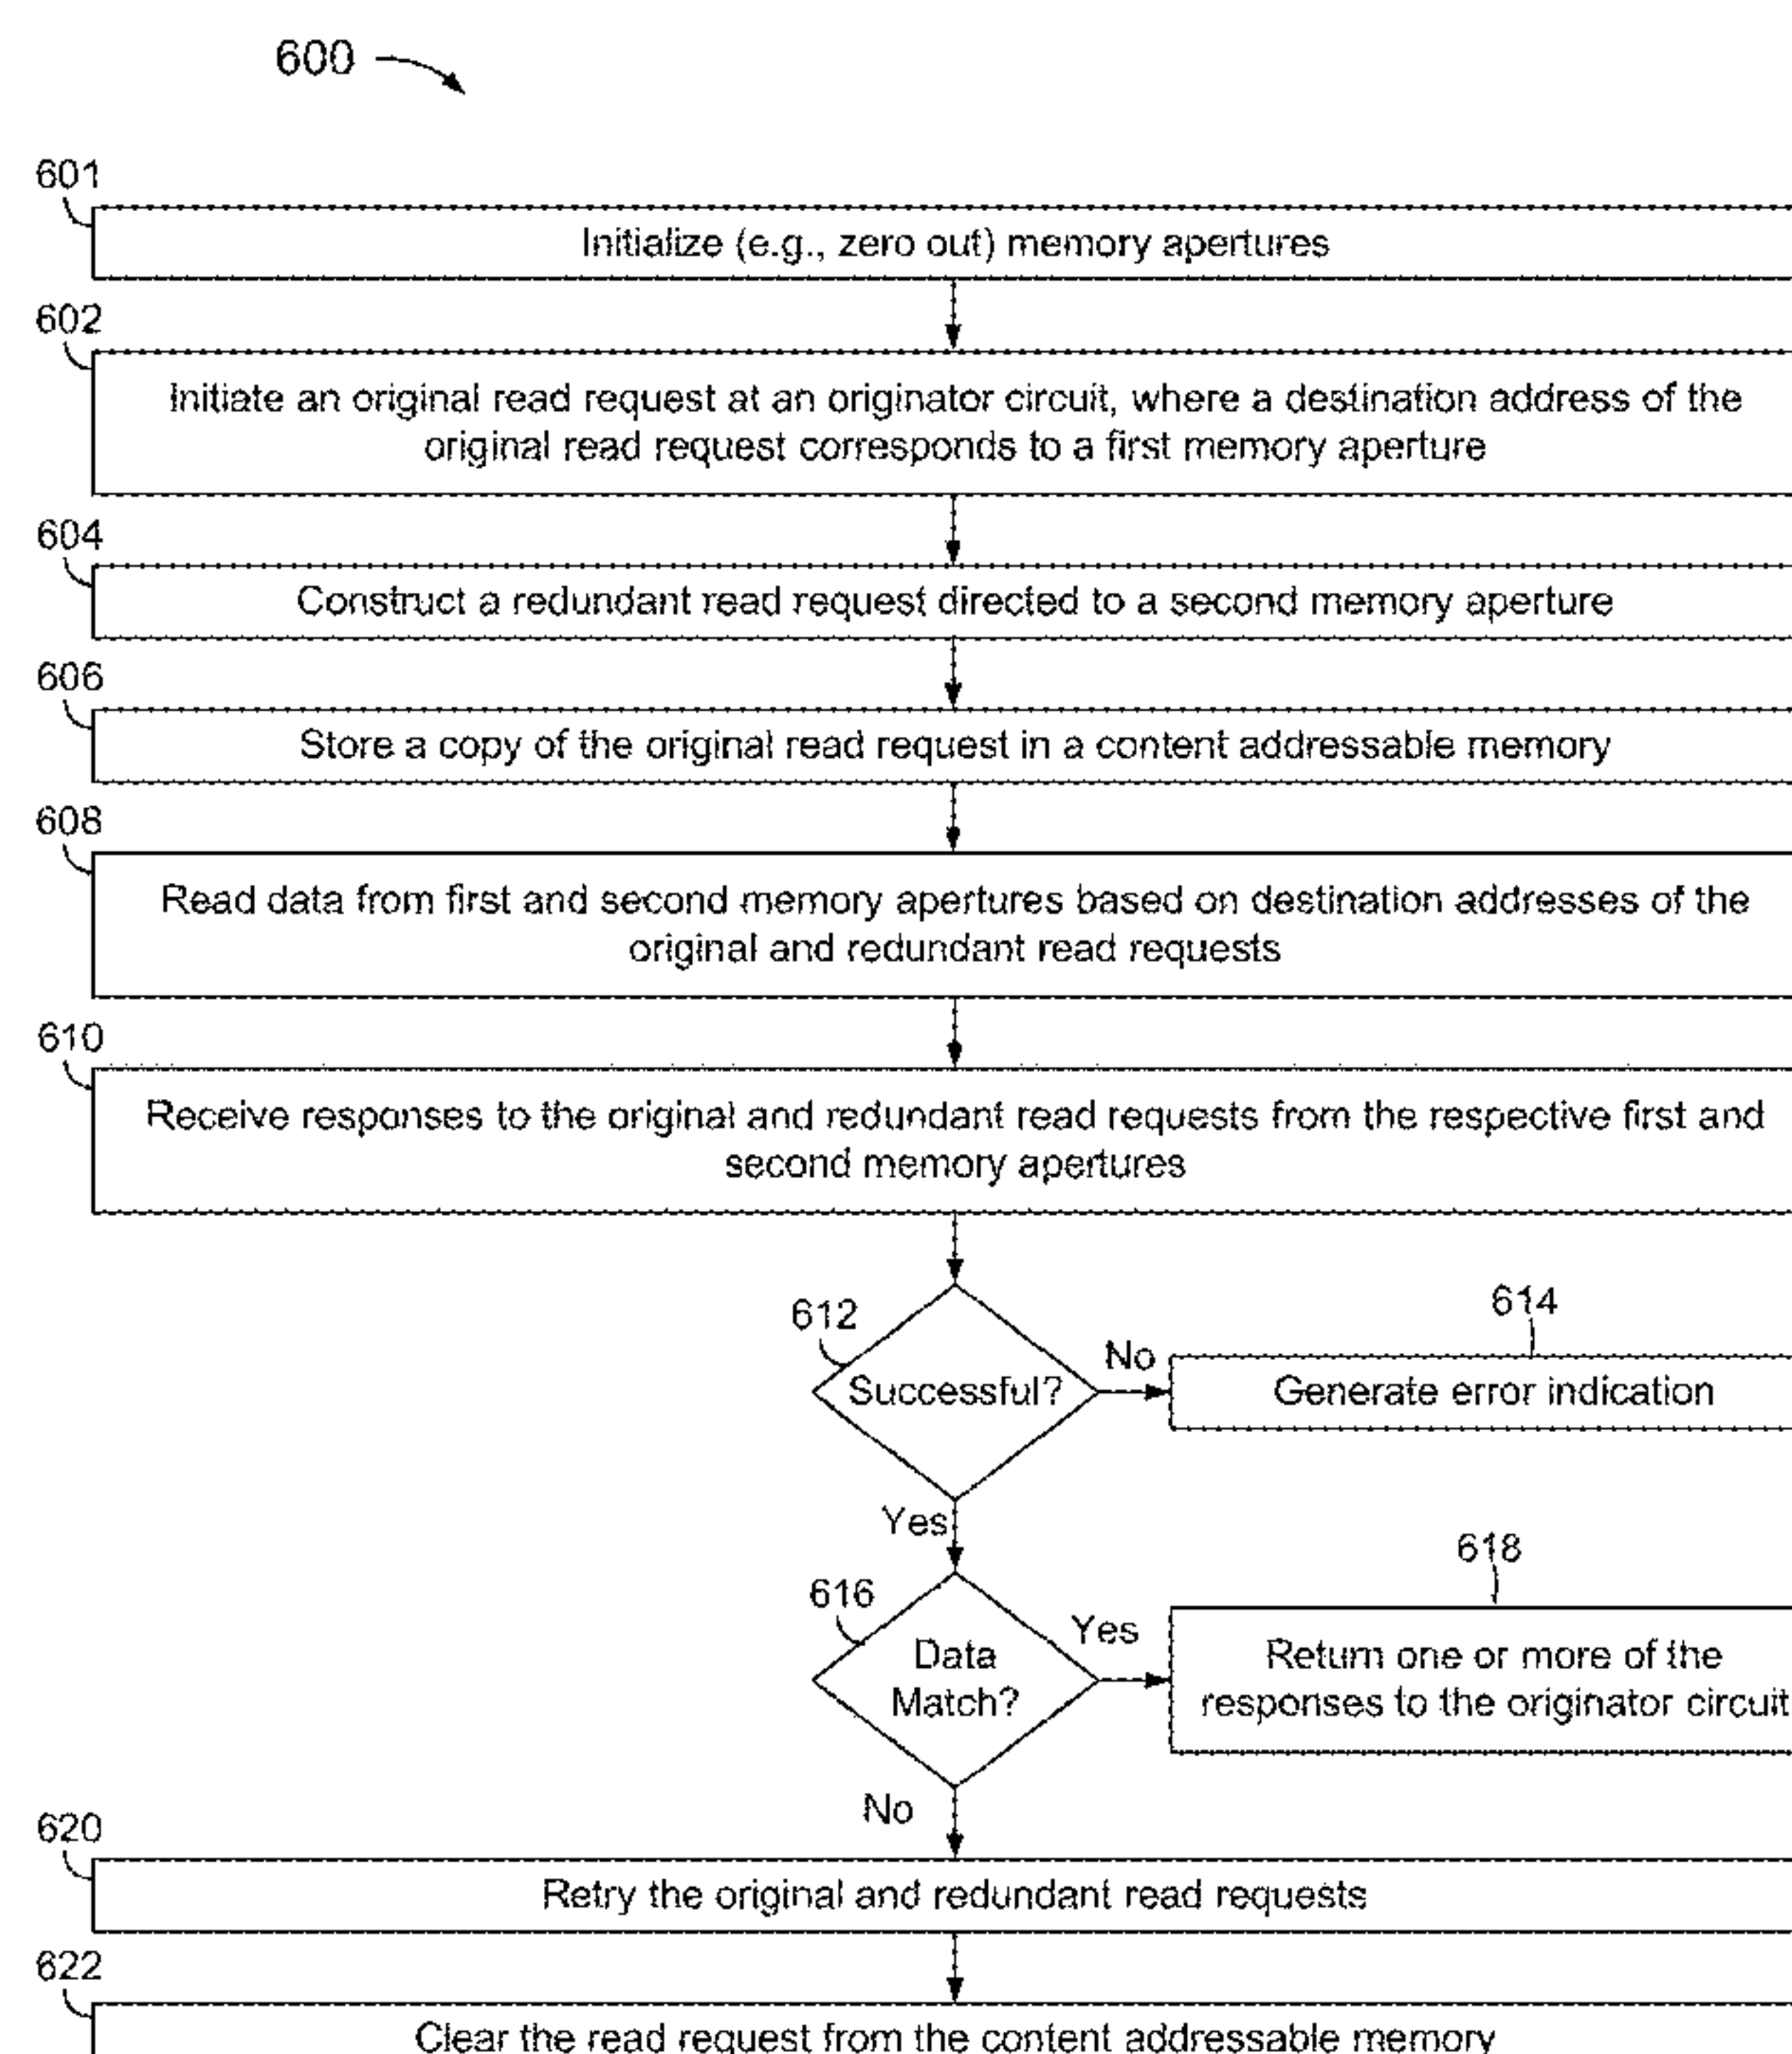 600
601
Initialize (e.g., zero out) memory apertures
602
Initiate an original read request at an originator circuit, where a destination address of the
original read request corresponds to a first memory aperture
604
Construct a redundant read request directed to a second memory aperture
606
Store a copy of the original read request in a content addressable memory
608
Read data from first and second memory apertures based on destination addresses of the
original and redundant read requests
610
Receive responses to the original and redundant read requests from the respective first and
second memory apertures
612
Successful?
No
614
Generate error indication
Yes
616
Data
Match?
Yes
618
Return one or more of the
responses to the originator circuit
No
620
Retry the original and redundant read requests
622
Clear the read request from the content addressable memory